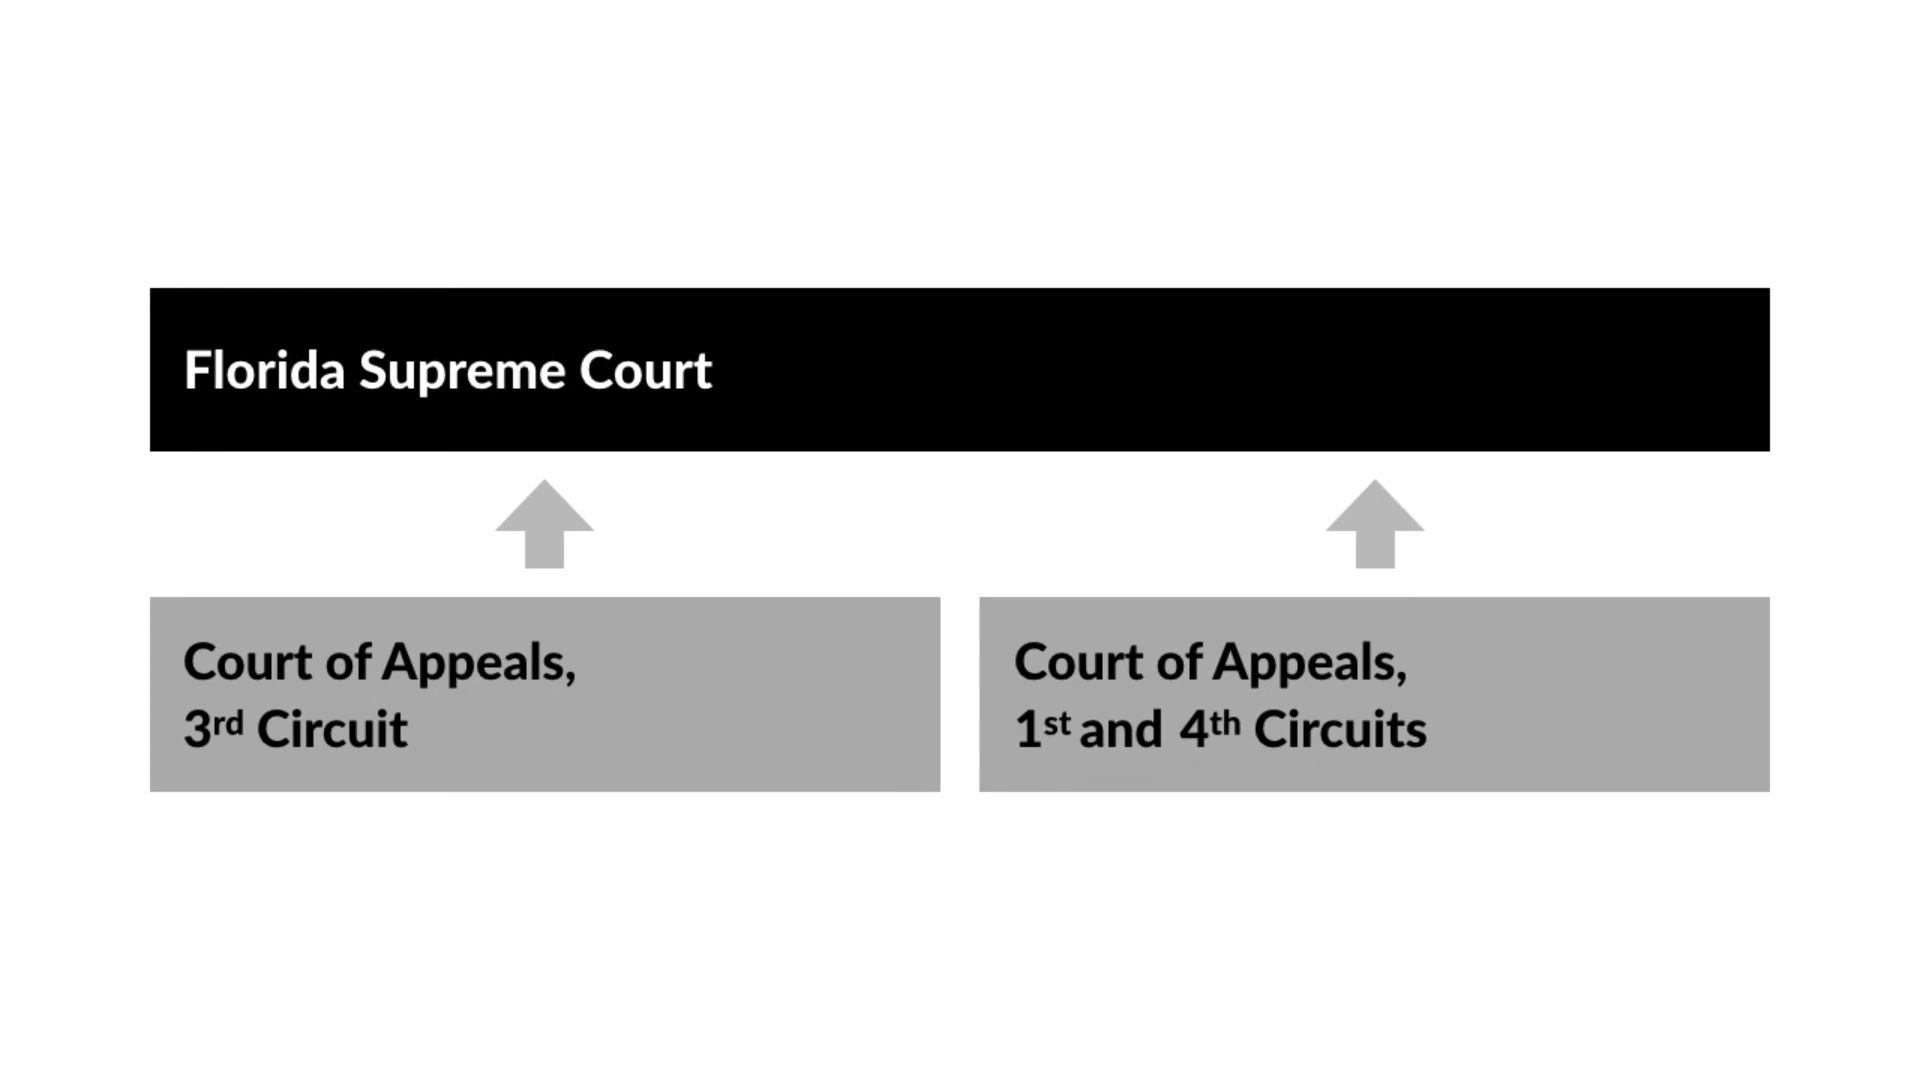 Florida Supreme Court
Court of Appeals,
3rd Circuit
Court of Appeals,
1st and 4th Circuits